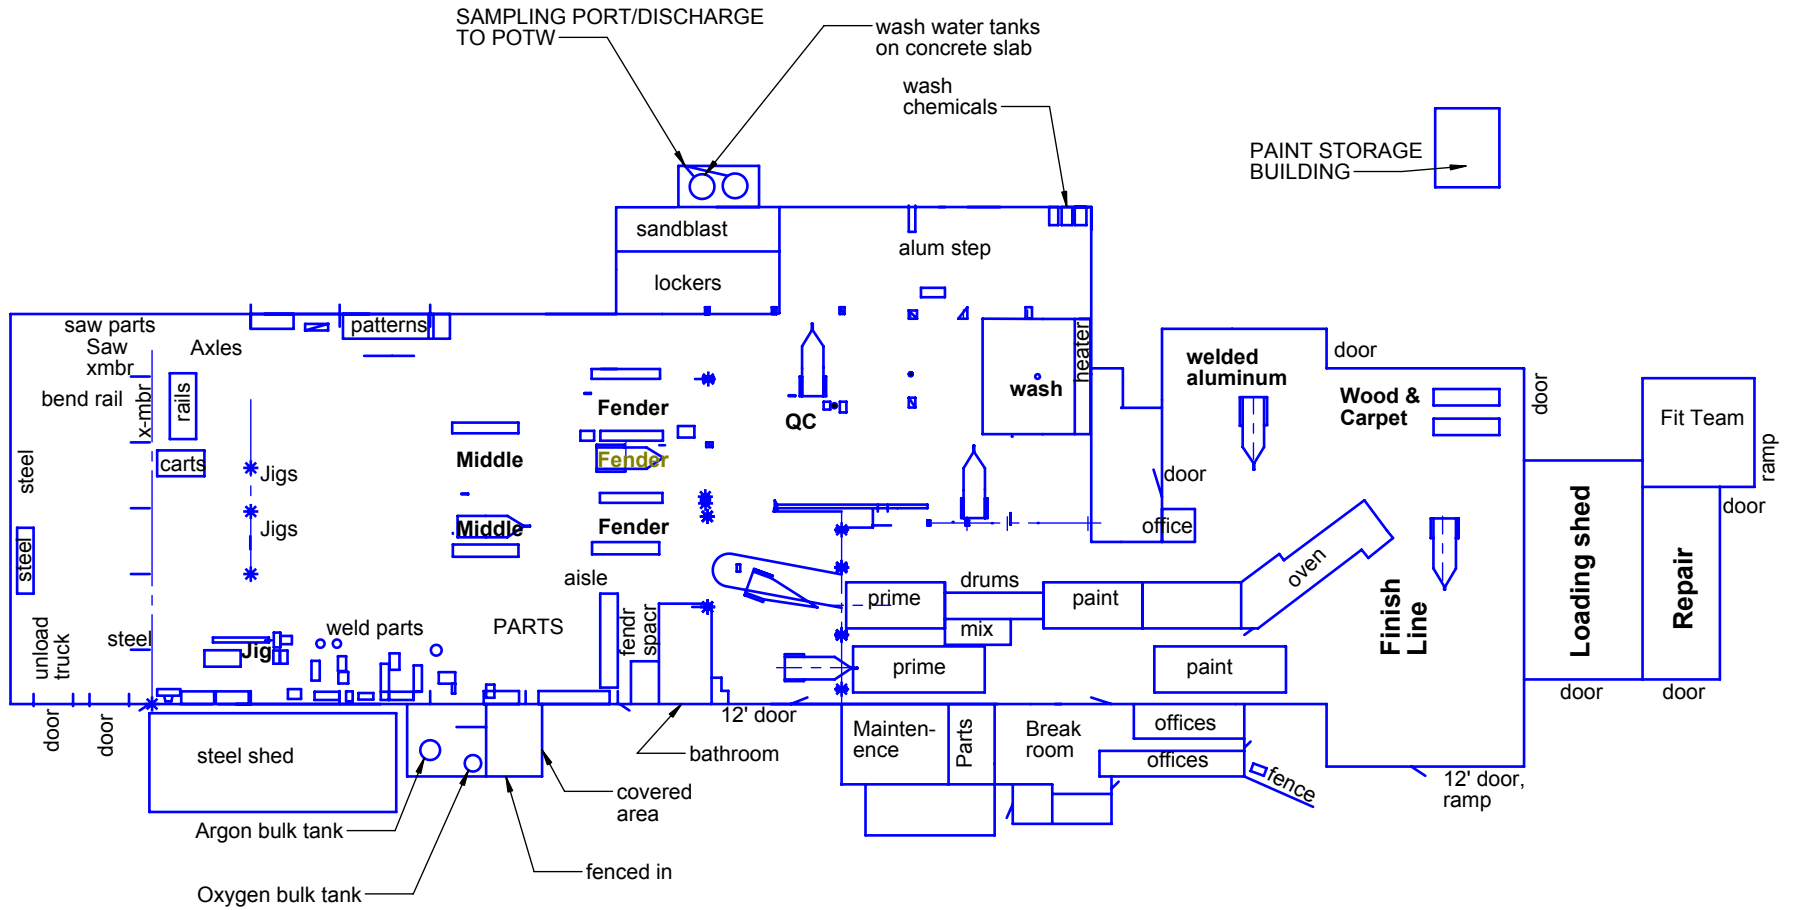 SAMPLING PORT/DISCHARGE
TO POTW
wash water tanks
on concrete slab
wash
chemicals
PAINT STORAGE
BUILDING
sandblast
alum step
lockers
saw parts
Saw
xmbr
Axles
patterns
bend rail
x-mbr
rails
carts
steel
steel
Jigs
Jigs
Middle
Middle
Fender
Fender
Fender
QC
wash
heater
welded
aluminum
door
door
Wood &
Carpet
Fit Team
ramp
door
door
office
Loading shed
Repair
Finish
Line
oven
aisle
drums
prime
paint
mix
prime
paint
fendr
spacr
PARTS
weld parts
Jig
steel
unload
truck
door
door
door
door
12' door
steel shed
bathroom
Mainten-
ence
Parts
Break
room
offices
offices
fence
12' door,
ramp
covered
area
Argon bulk tank
fenced in
Oxygen bulk tank